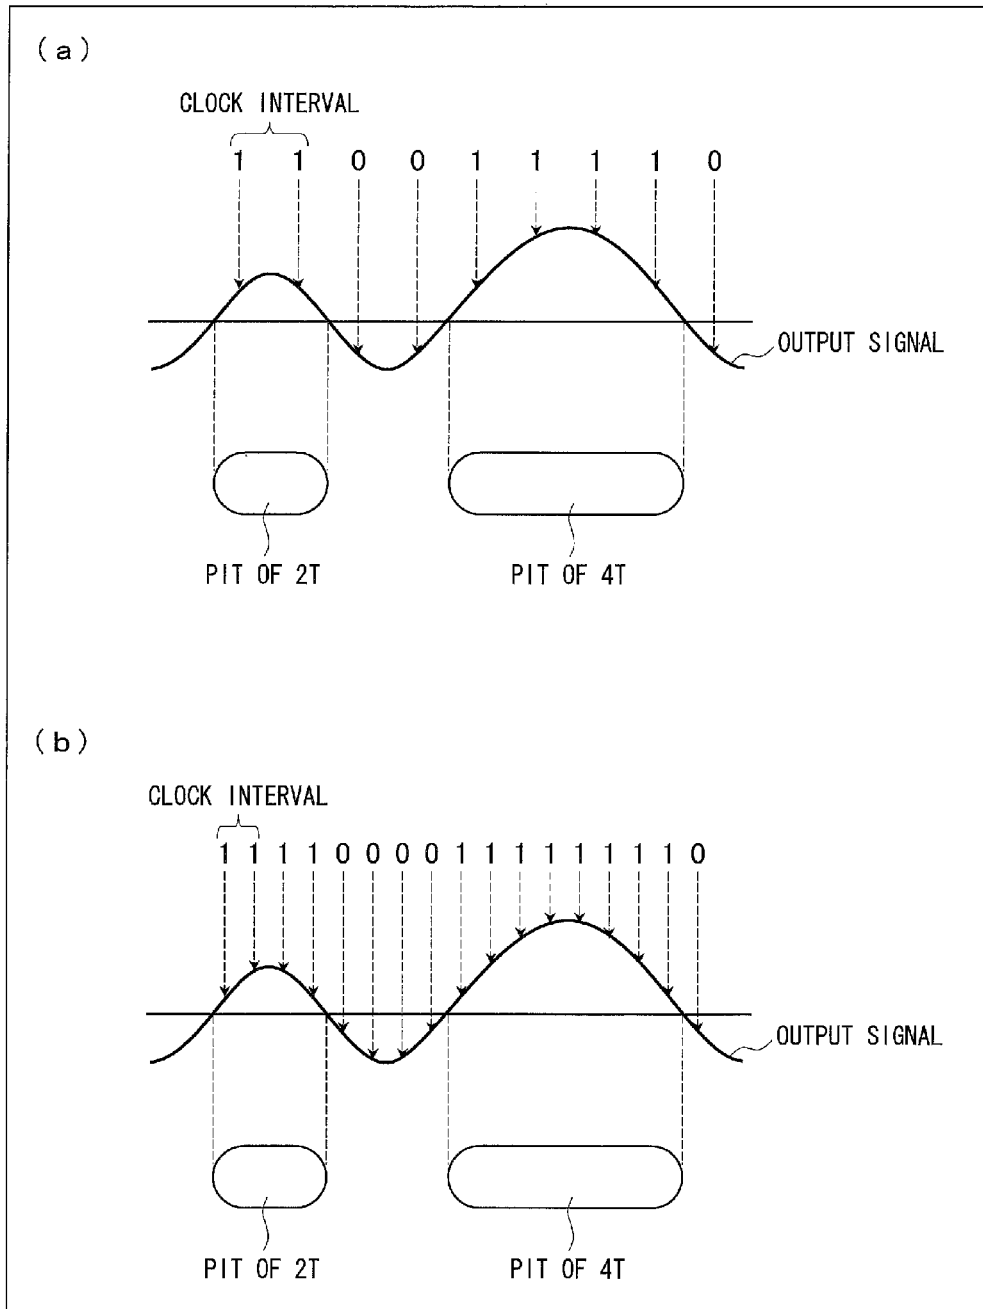 (a)
CLOCK INTERVAL
1 1 0 0 1 1 1 1 0
OUTPUT SIGNAL
PIT OF 2T PIT OF 4T
(b)
CLOCK INTERVAL
1 1 1 1 0 0 0 0 1 1 1 1 1 1 1 1 0
OUTPUT SIGNAL
PIT OF 2T PIT OF 4T